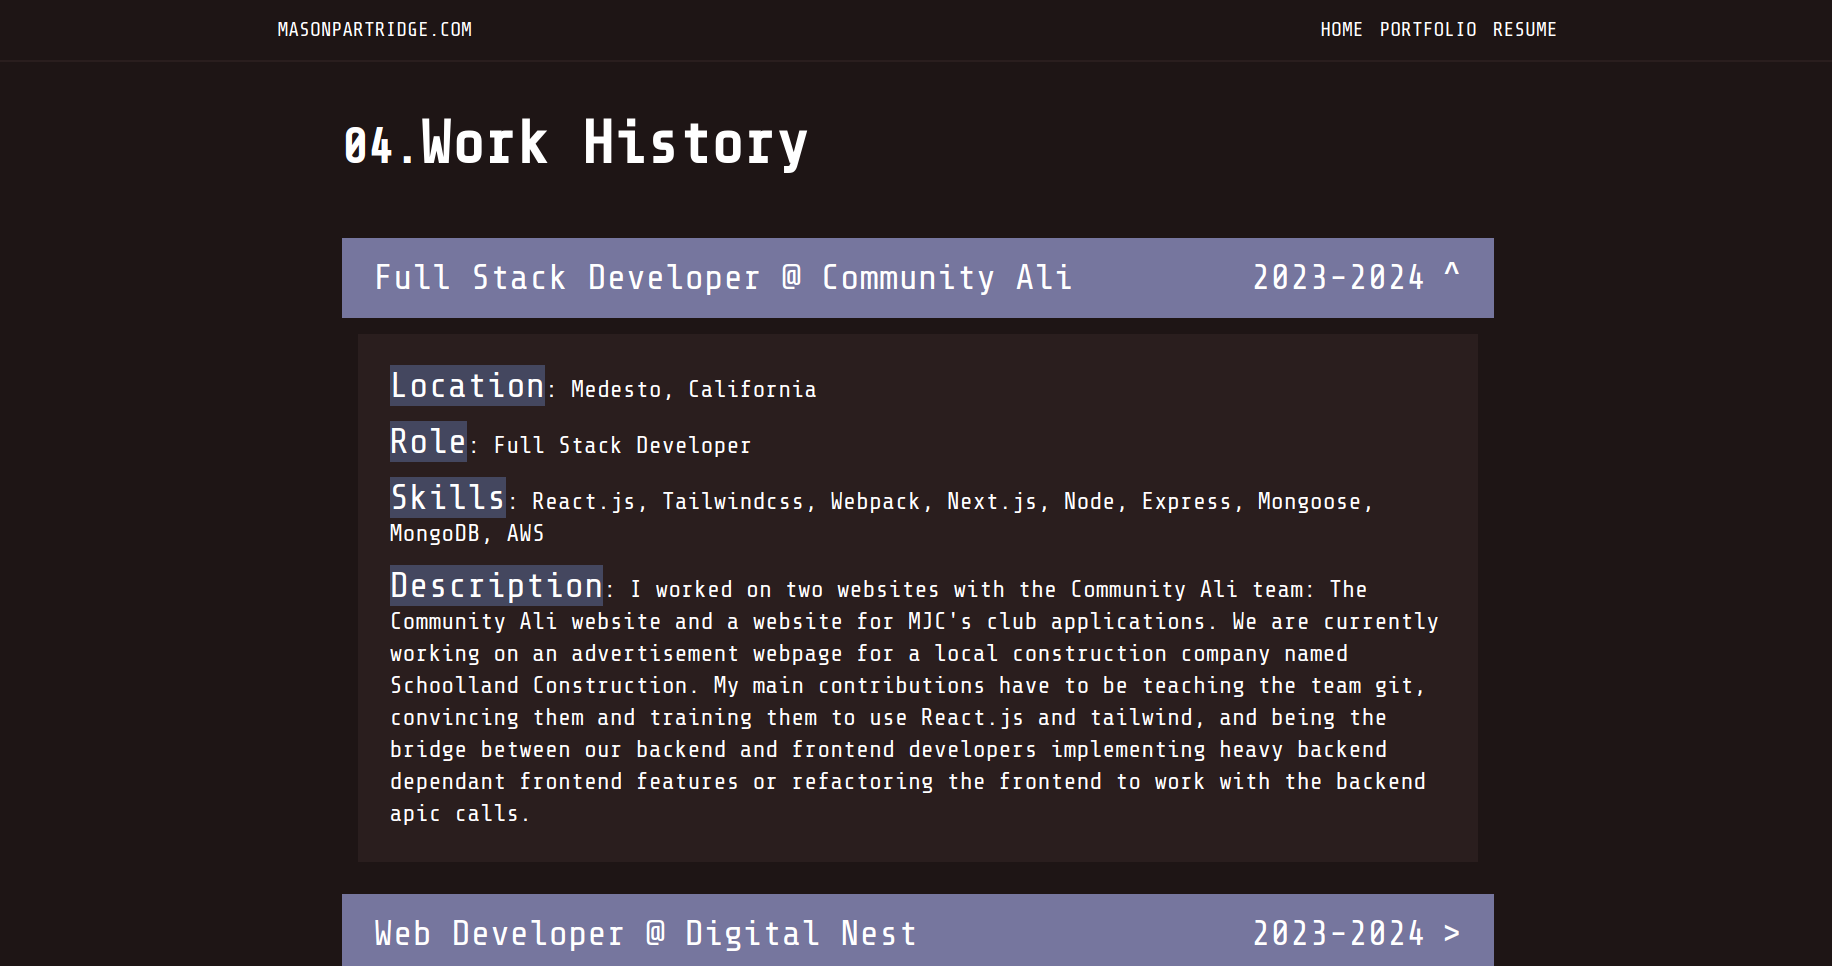 MASONPARTRIDGE.COM
HOME PORTFOLIO RESUME
04.Work History
Full Stack Developer @ Community Ali 2023-2024 ^
Location: Medesto, California
Role: Full Stack Developer
Skills: React.js, Tailwindcss, Webpack, Next.js, Node, Express, Mongoose,
MongoDB, AWS
Description: I worked on two websites with the Community Ali team: The
Community Ali website and a website for MJC's club applications. We are currently
working on an advertisement webpage for a local construction company named
Schoolland Construction. My main contributions have to be teaching the team git,
convincing them and training them to use React.js and tailwind, and being the
bridge between our backend and frontend developers implementing heavy backend
dependant frontend features or refactoring the frontend to work with the backend
apic calls.
Web Developer @ Digital Nest 2023-2024 >